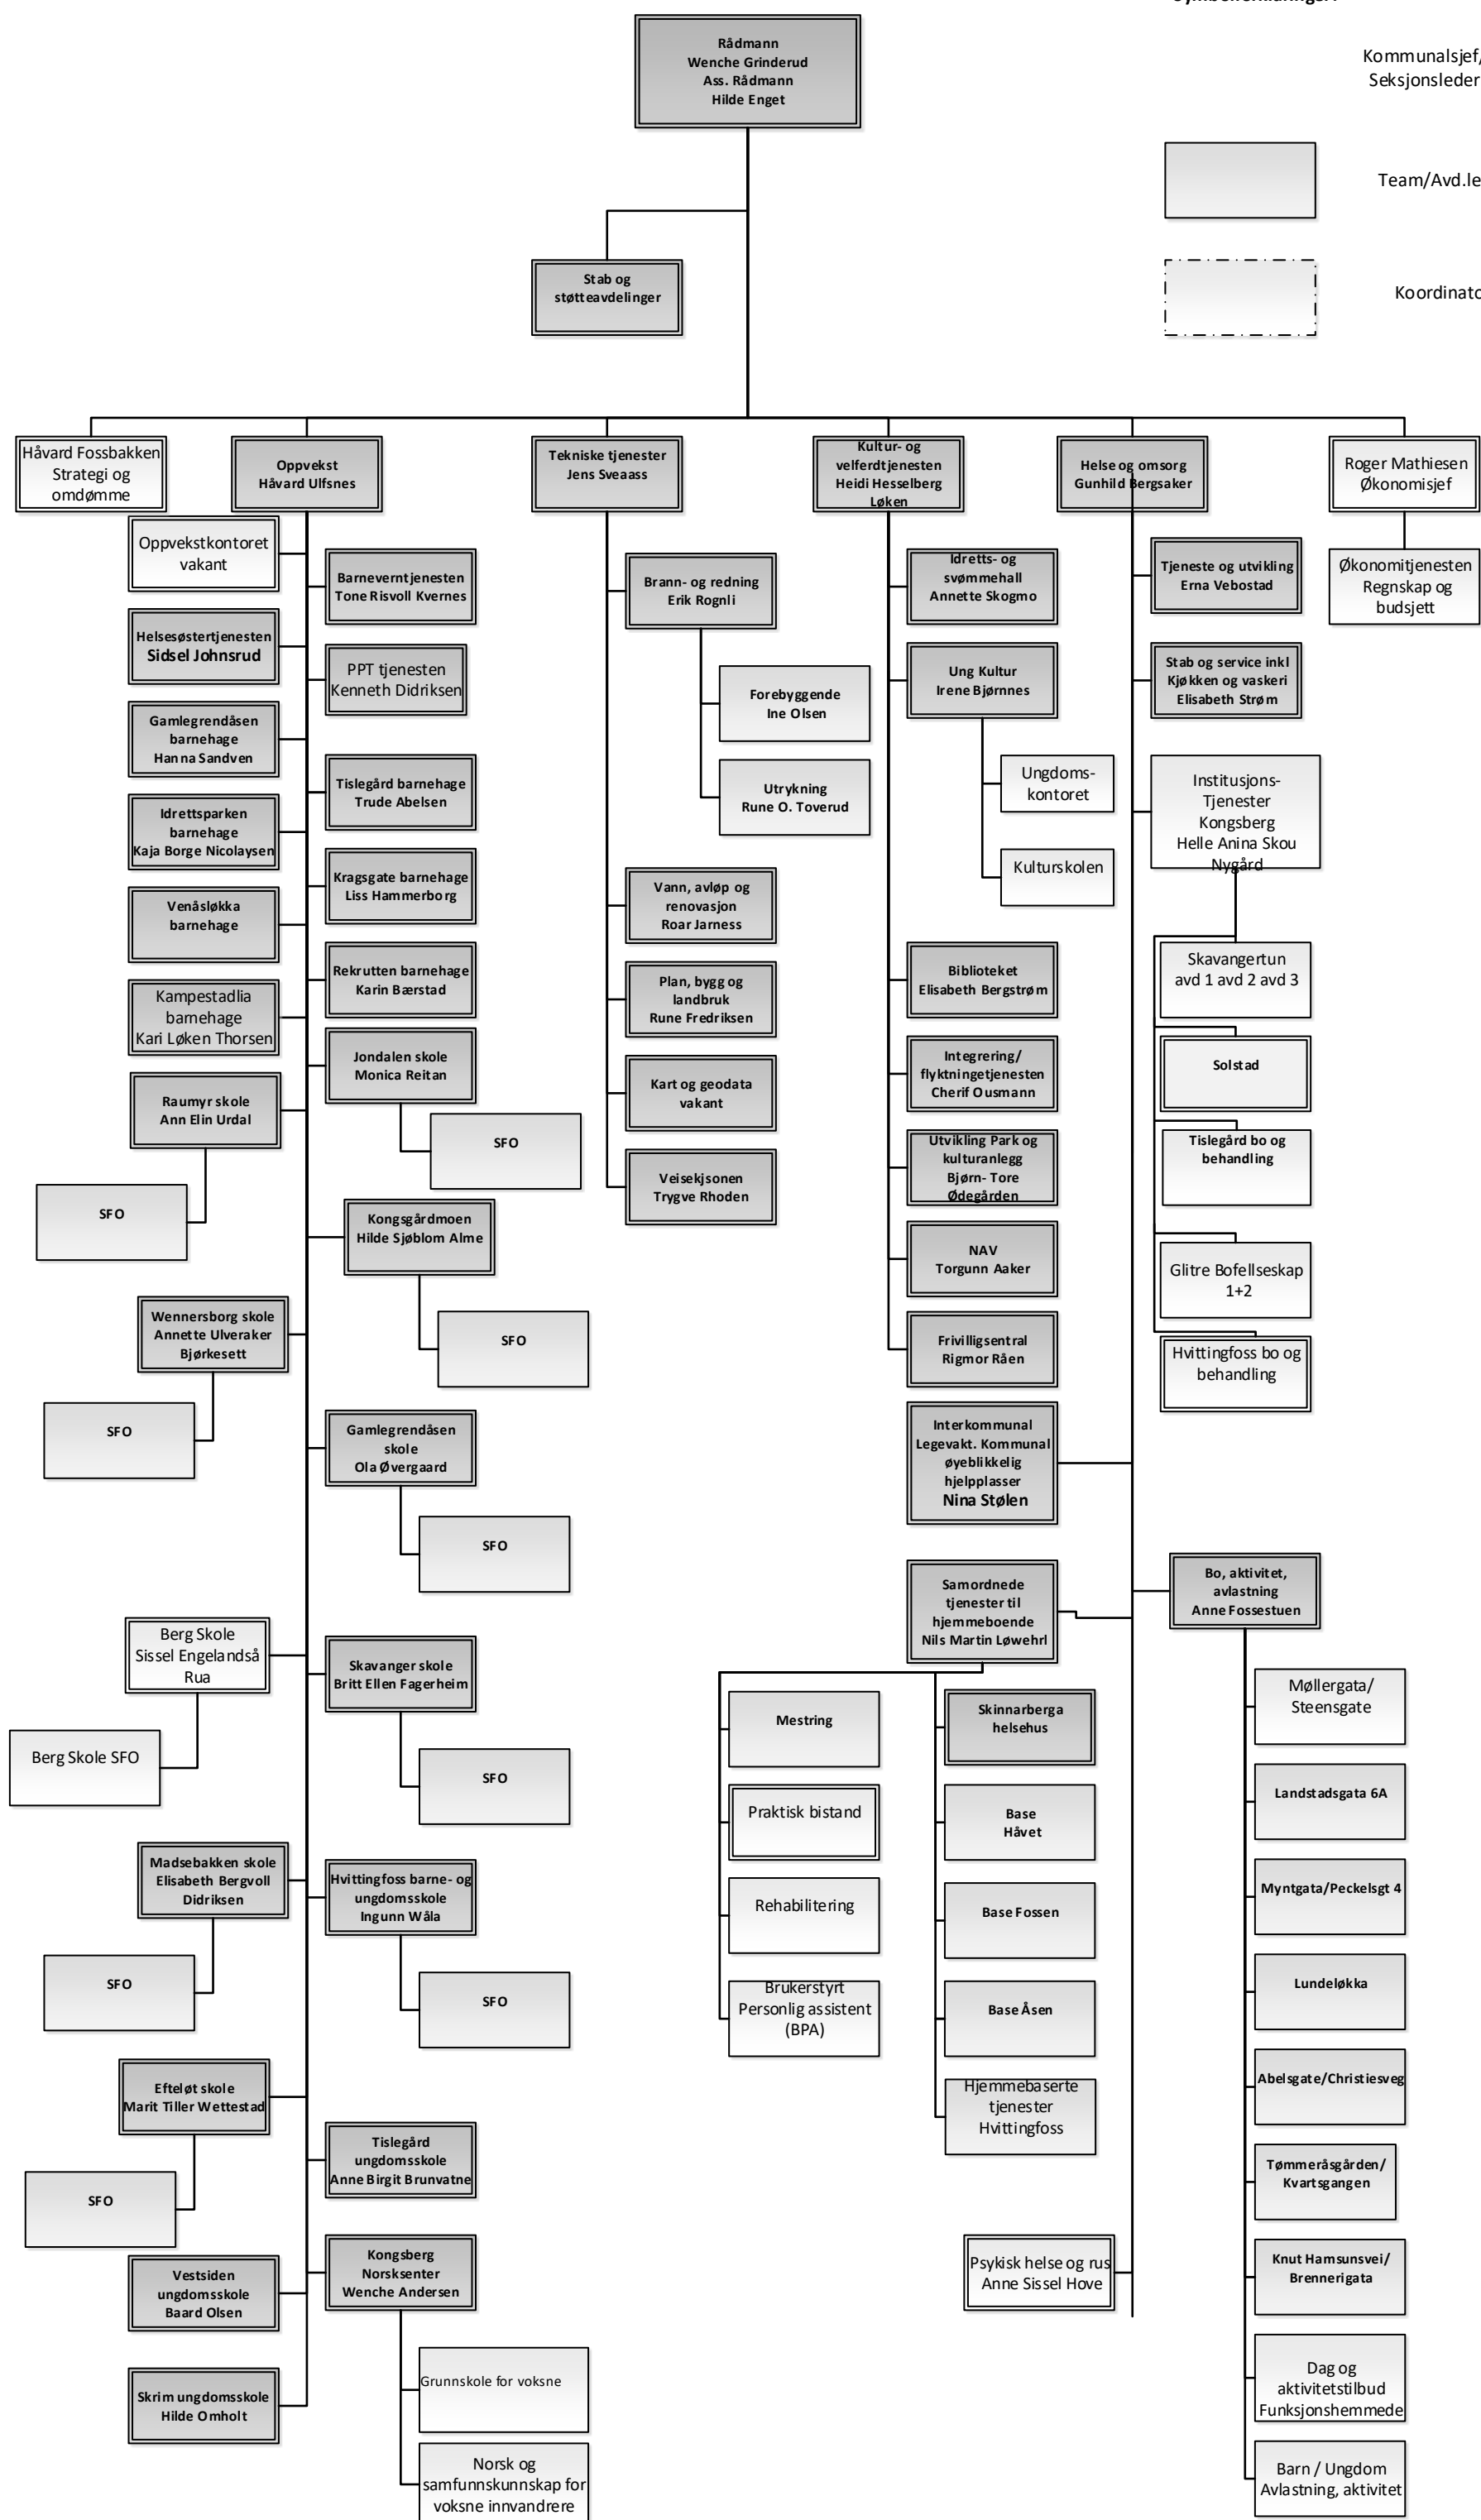 Rådmann
Wenche Grinderud
Ass. Rådmann
Hilde Enget
Kommunalsjef/
Seksjonsleder
Team/Avd.le
Koordinato
Stab og
støtteavdelinger
Håvard Fossbakken
Strategi og
omdømme
Oppvekst
Håvard Ulfsnes
Tekniske tjenester
Jens Sveaass
Kultur- og
velferdtjenesten
Heidi Hesselberg
Løken
Helse og omsorg
Gunhild Bergsaker
Roger Mathiesen
Økonomisjef
Oppvekstkontoret
vakant
Barneverntjenesten
Tone Risvoll Kvernes
Helsesøstertjenesten
Sidsel Johnsrud
PPT tjenesten
Kenneth Didriksen
Gamlegrendåsen
barnehage
Hanna Sandven
Tislegård barnehage
Trude Abelsen
Idrettsparken
barnehage
Kaja Borge Nicolaysen
Kragsgate barnehage
Liss Hammerborg
Venåsløkka
barnehage
Rekrutten barnehage
Karin Bærstad
Kampestadlia
barnehage
Kari Løken Thorsen
Jondalen skole
Monica Reitan
SFO
Raumyr skole
Ann Elin Urdal
SFO
Kongsgårdmoen
Hilde Sjøblom Alme
SFO
Wennersborg skole
Annette Ulveraker
Bjørkesett
SFO
Gamlegrendåsen
skole
Ola Øvergaard
SFO
Berg Skole
Sissel Engelandså
Rua
Berg Skole SFO
Skavanger skole
Britt Ellen Fagerheim
SFO
Madsebakken skole
Elisabeth Bergvoll
Didriksen
SFO
Hvittingfoss barne- og
ungdomsskole
Ingunn Wåla
SFO
Efteløt skole
Marit Tiller Wettestad
SFO
Tislegård
ungdomsskole
Anne Birgit Brunvatne
Vestsiden
ungdomsskole
Baard Olsen
Kongsberg
Norsksenter
Wenche Andersen
Grunnskole for voksne
Norsk og
samfunnskunnskap for
voksne innvandrere
Skrim ungdomsskole
Hilde Omholt
Brann- og redning
Erik Rognli
Forebyggende
Ine Olsen
Utrykning
Rune O. Toverud
Vann, avløp og
renovasjon
Roar Jarness
Plan, bygg og
landbruk
Rune Fredriksen
Kart og geodata
vakant
Veisekjsonen
Trygve Rhoden
Idretts- og
svømmehall
Annette Skogmo
Ung Kultur
Irene Bjørnnes
Ungdoms-
kontoret
Kulturskolen
Biblioteket
Elisabeth Bergstrøm
Integrering/
flyktningetjenesten
Cherif Ousmann
Utvikling Park og
kulturanlegg
Bjørn- Tore
Ødegården
NAV
Torgunn Aaker
Frivilligsentral
Rigmor Råen
Tjeneste og utvikling
Erna Vebostad
Stab og service inkl
Kjøkken og vaskeri
Elisabeth Strøm
Institusjons-
Tjenester
Kongsberg
Helle Anina Skou
Nygård
Skavangertun
avd 1 avd 2 avd 3
Solstad
Tislegård bo og
behandling
Glitre Bofellseskap
1+2
Hvittingfoss bo og
behandling
Økonomitjenesten
Regnskap og
budsjett
Interkommunal
Legevakt. Kommunal
øyeblikkelig
hjelpplasser
Nina Stølen
Samordnede
tjenester til
hjemmeboende
Nils Martin Løwehrl
Mestring
Praktisk bistand
Rehabilitering
Brukerstyrt
Personlig assistent
(BPA)
Skinnarberga
helsehus
Base
Håvet
Base Fossen
Base Åsen
Hjemmebaserte
tjenester
Hvittingfoss
Psykisk helse og rus
Anne Sissel Hove
Bo, aktivitet,
avlastning
Anne Fossestuen
Møllergata/
Steensgate
Landstadsgata 6A
Myntgata/Peckelsgt 4
Lundeløkka
Abelsgate/Christiesveg
Tømmeråsgården/
Kvartsgangen
Knut Hamsunsvei/
Brennerigata
Dag og
aktivitetstilbud
Funksjonshemmede
Barn / Ungdom
Avlastning, aktivitet